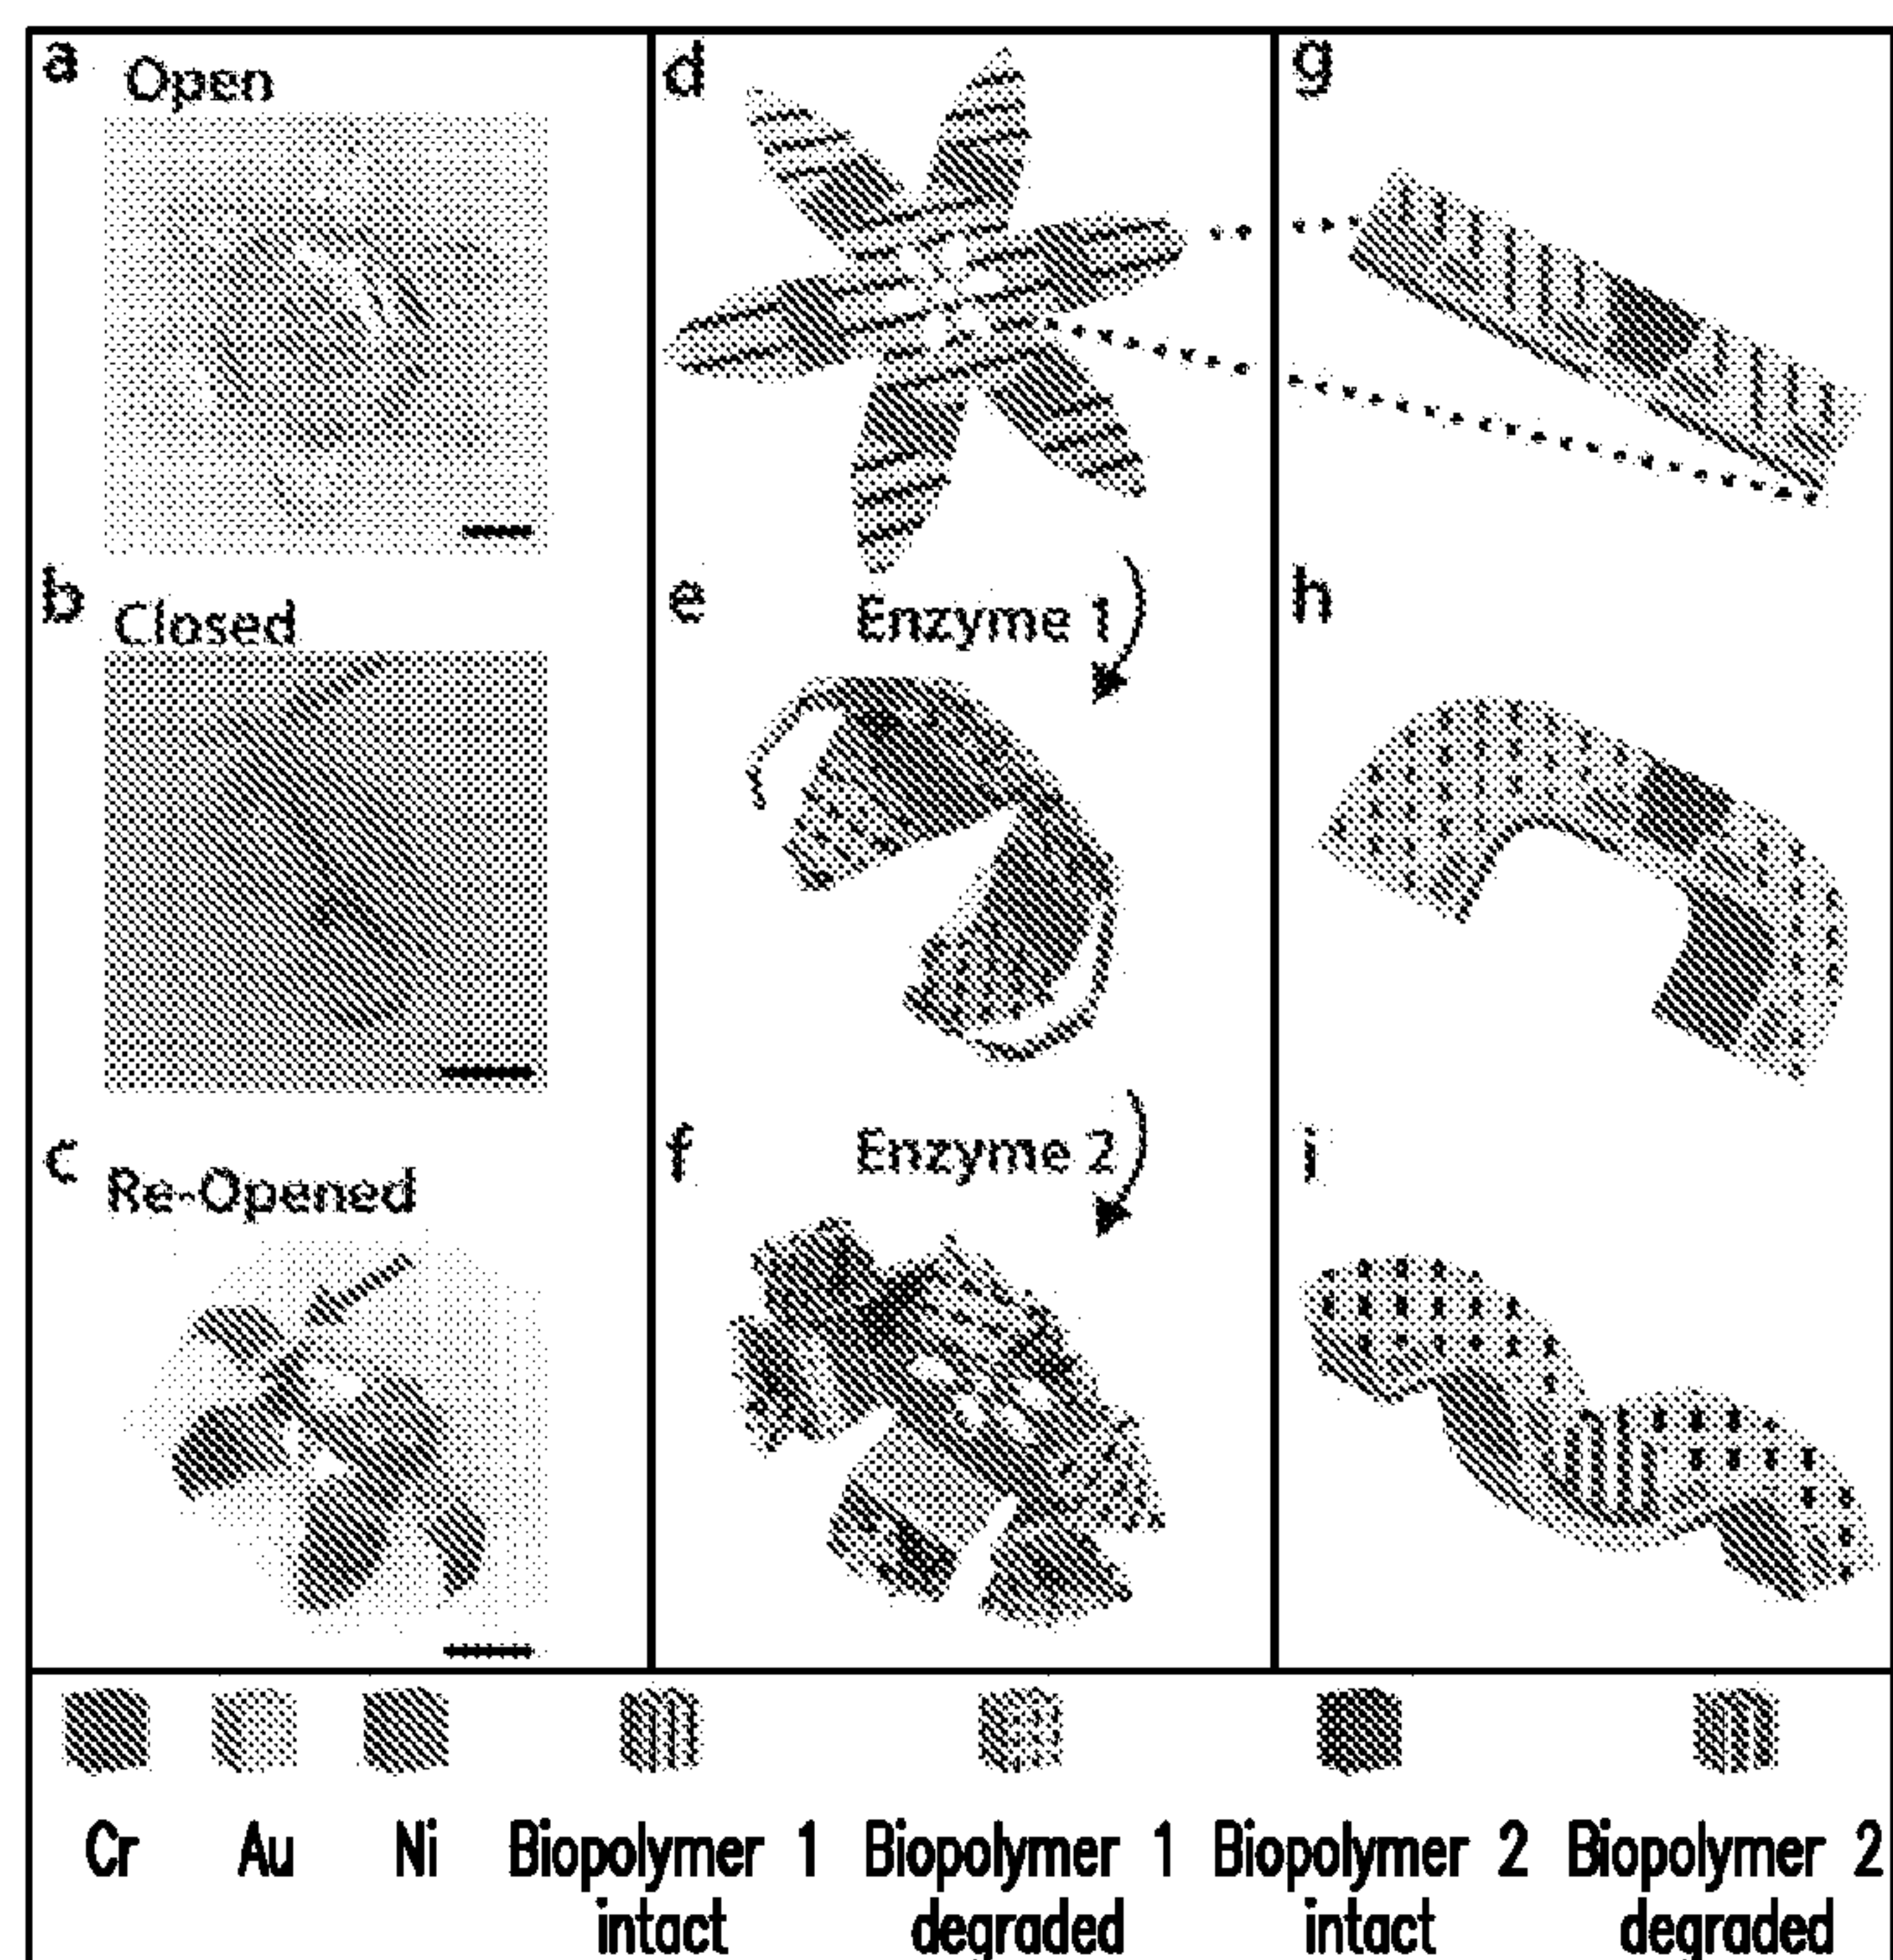 a Open
b Closed
c Re-Opened
d
e Enzyme 1
f Enzyme 2
g
h
i
Cr Au Ni Biopolymer 1 Biopolymer 1 Biopolymer 2 Biopolymer 2
intact degraded intact degraded